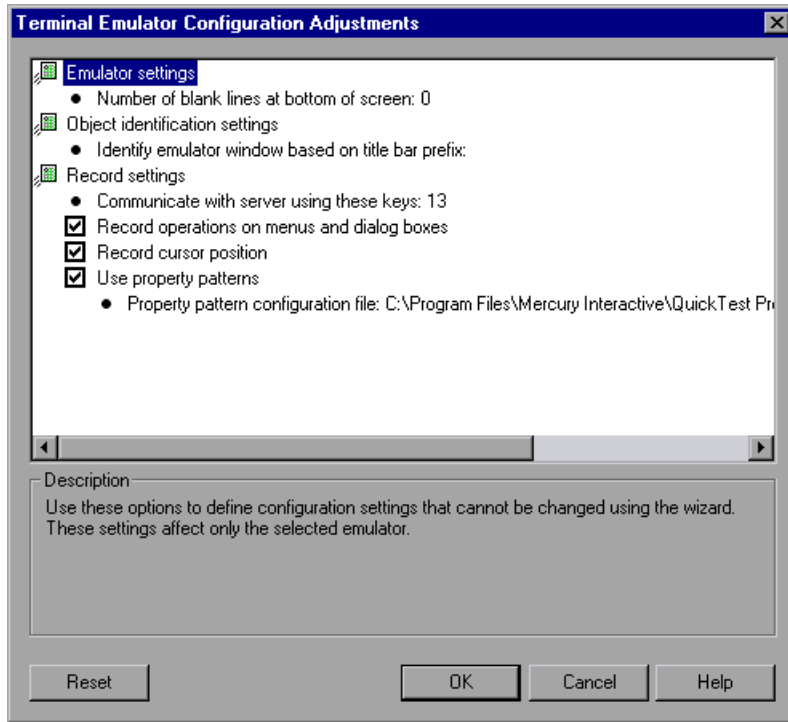 Terminal Emulator Configuration Adjustments
Emulator settings
Number of blank lines at bottom of screen: 0
Object identification settings
Identify emulator window based on title bar prefix:
Record settings
Communicate with server using these keys: 13
Record operations on menus and dialog boxes
Record cursor position
Use property patterns
Property pattern configuration file: C:\Program Files\Mercury Interactive\QuickTest Pr
Description
Use these options to define configuration settings that cannot be changed using the wizard.
These settings affect only the selected emulator.
Reset OK Cancel Help